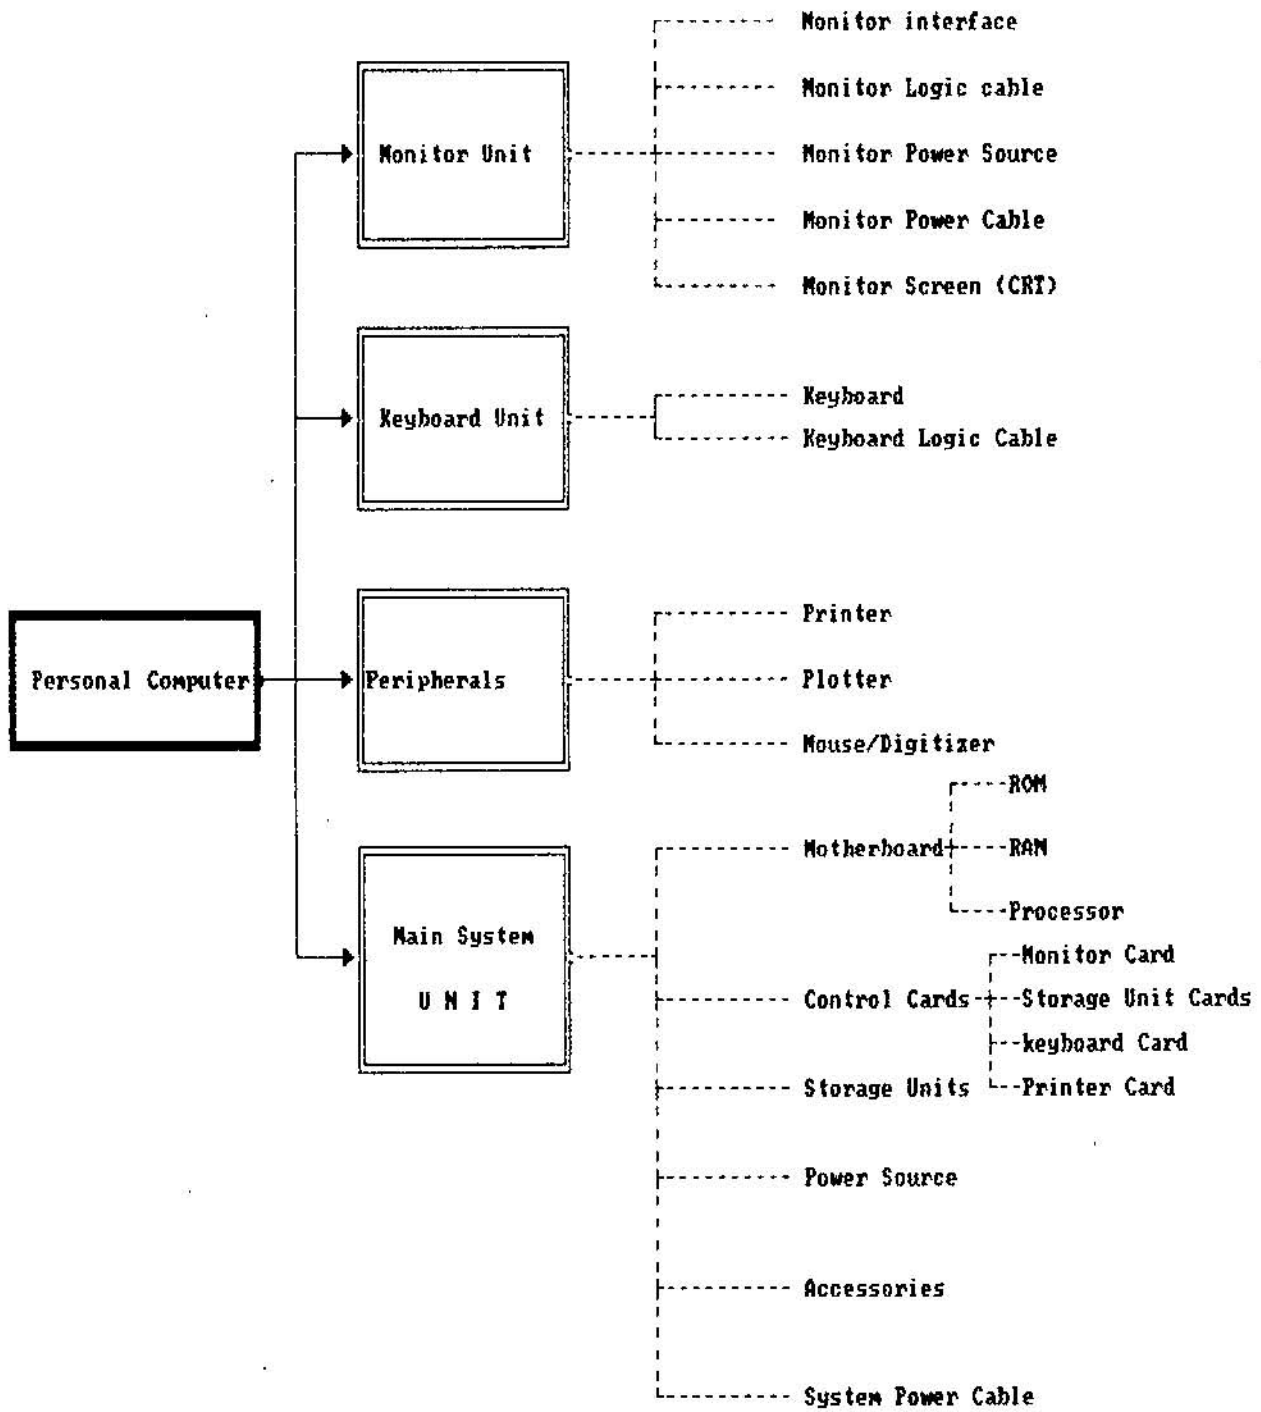 Personal Computer
Monitor Unit
Monitor interface
Monitor Logic cable
Monitor Power Source
Monitor Power Cable
Monitor Screen (CRT)
Keyboard Unit
Keyboard
Keyboard Logic Cable
Peripherals
Printer
Plotter
Mouse/Digitizer
Main System
U N I T
Motherboard
ROM
RAM
Processor
Control Cards
Monitor Card
Storage Unit Cards
keyboard Card
Printer Card
Storage Units
Power Source
Accessories
System Power Cable